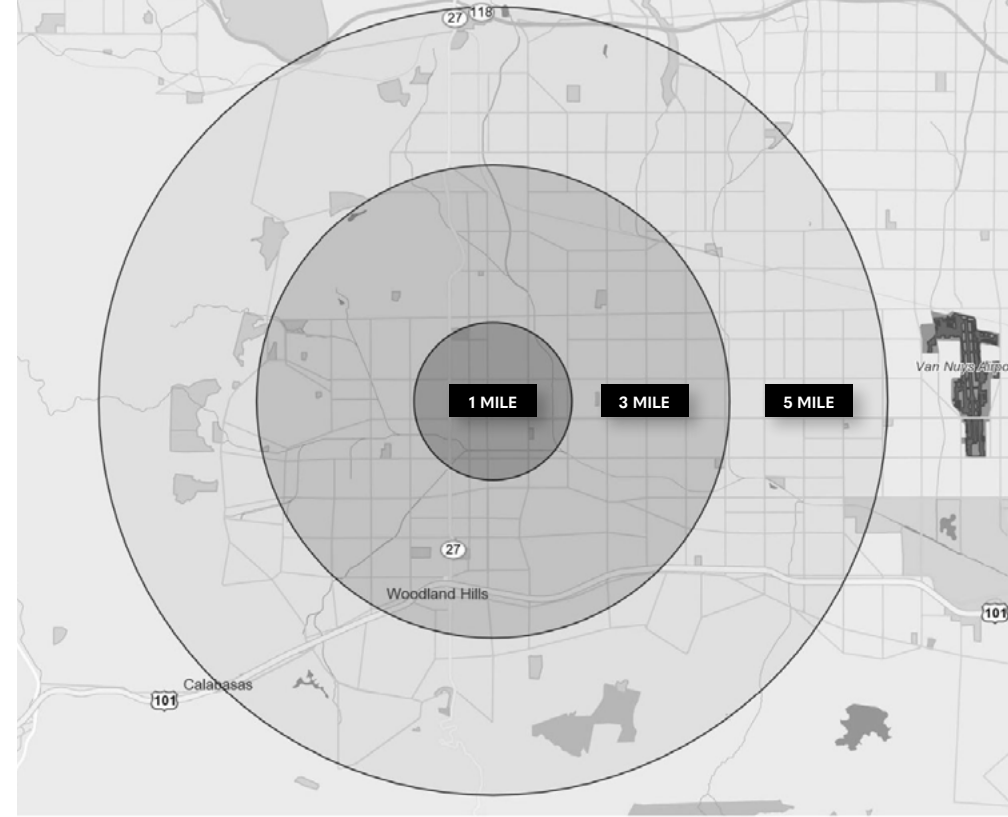 27
118
Van Nuys Airpo
1 MILE
3 MILE
5 MILE
27
Woodland Hills
101
Calabasas
101